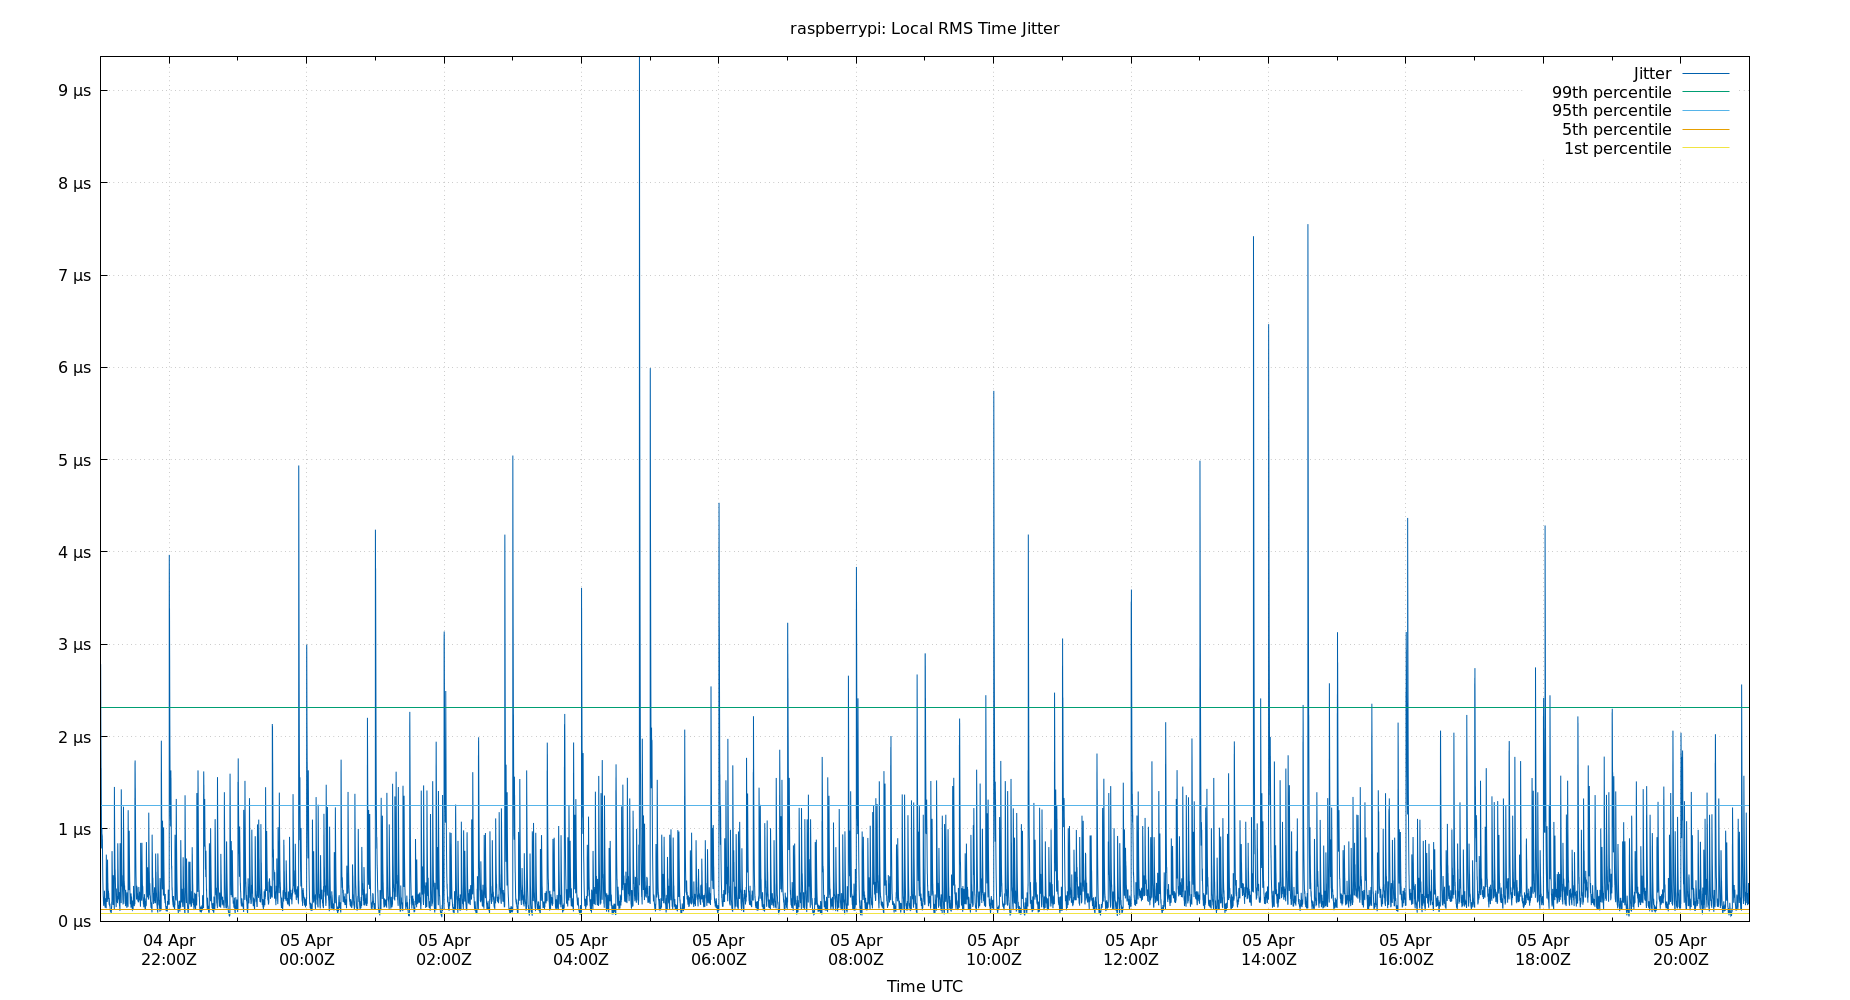 raspberrypi: Local RMS Time Jitter
Jitter
99th percentile
95th percentile
5th percentile
1st percentile
9 µs
8 µs
7 µs
6 µs
5 µs
4 µs
3 µs
2 µs
1 µs
0 µs
04 Apr 05 Apr 05 Apr 05 Apr 05 Apr 05 Apr 05 Apr 05 Apr 05 Apr 05 Apr 05 Apr 05 Apr
22:00Z 00:00Z 02:00Z 04:00Z 06:00Z 08:00Z 10:00Z 12:00Z 14:00Z 16:00Z 18:00Z 20:00Z
Time UTC